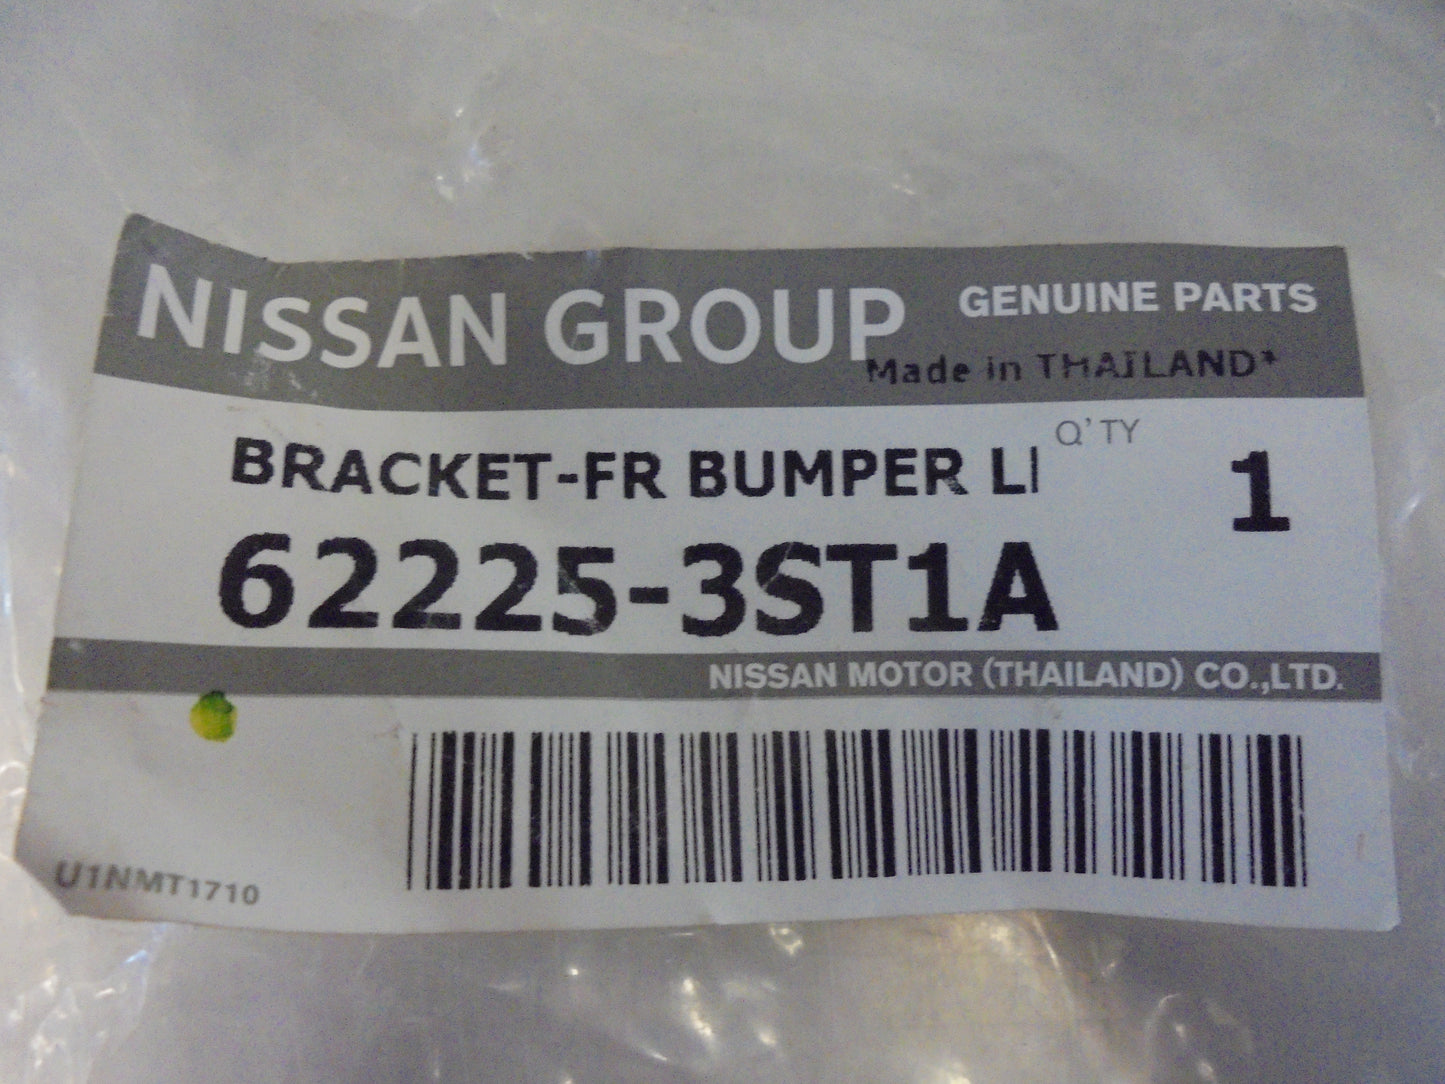 NISSAN GROUP GENUINE PARTS
Made in THAILAND*
BRACKET-FR BUMPER LI Q'TY 1
62225-3ST1A
NISSAN MOTOR (THAILAND) CO.,LTD.
U1NMT1710